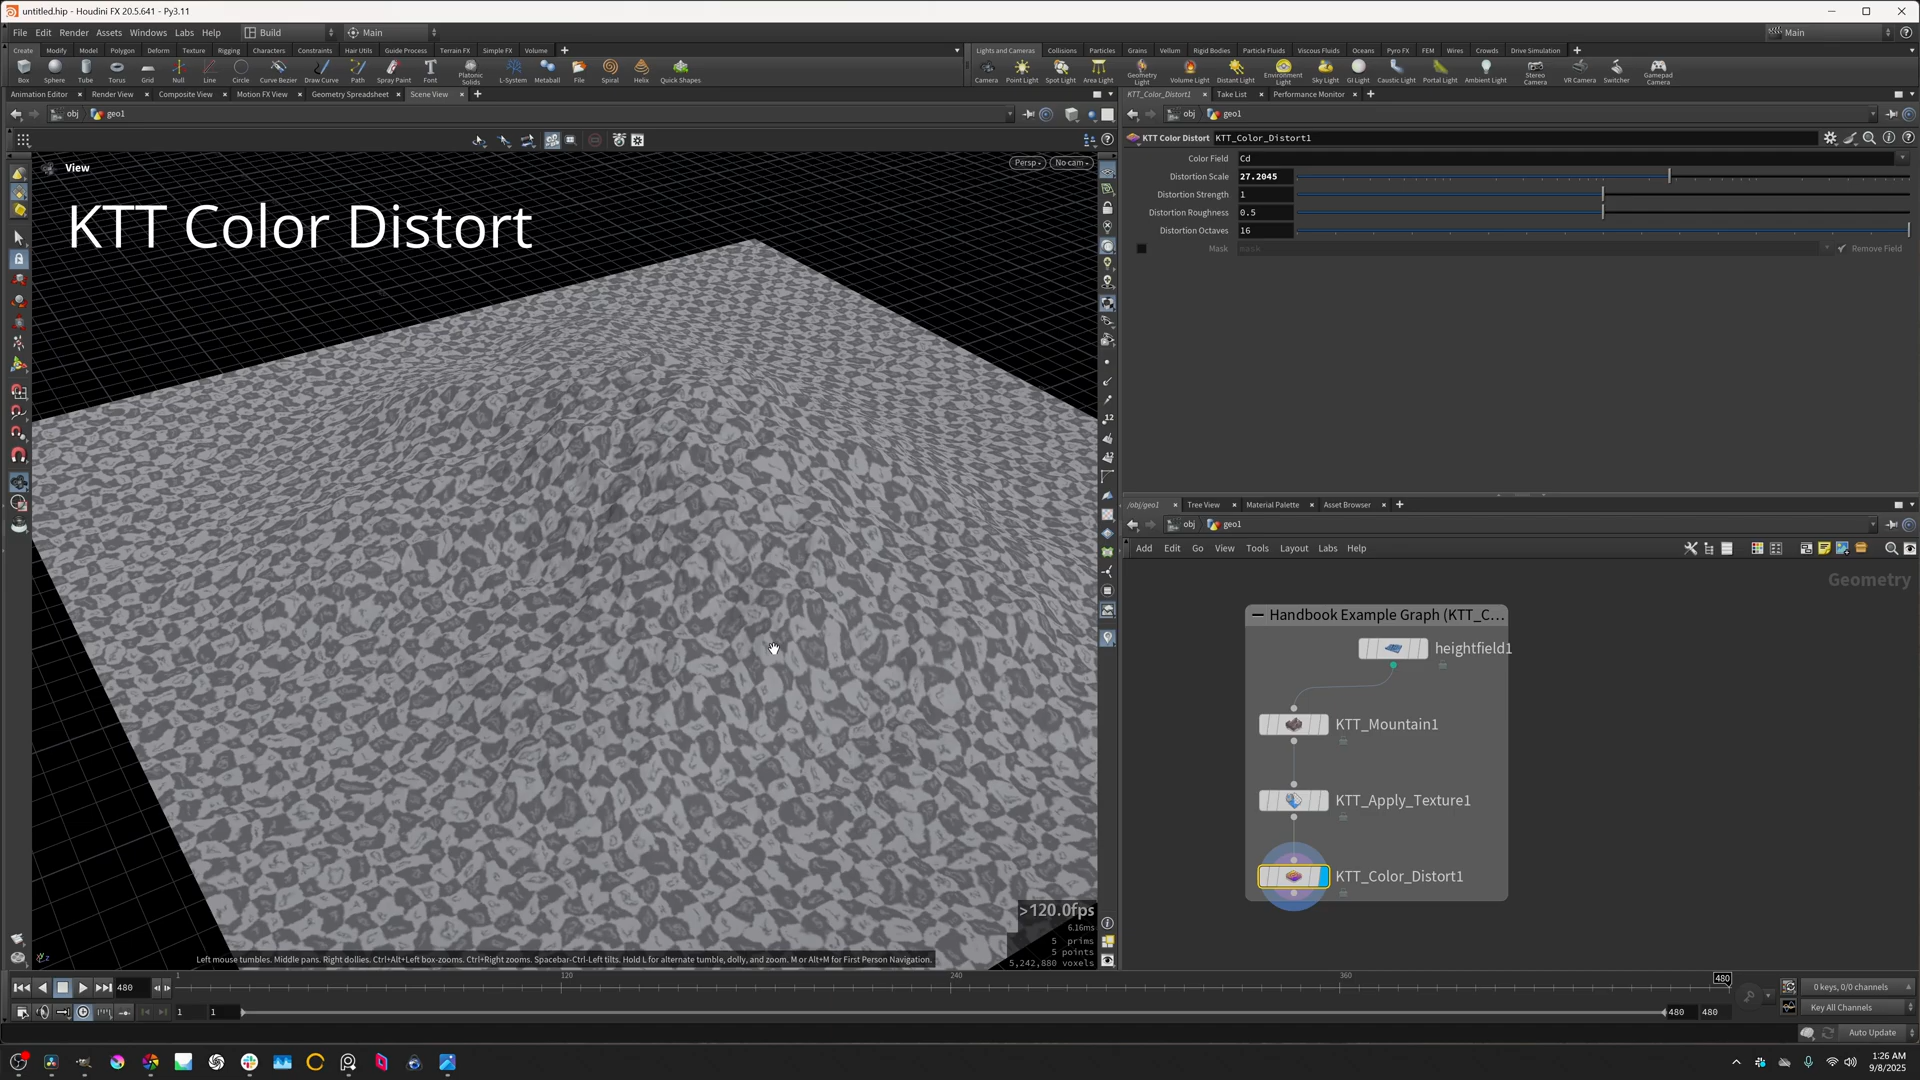 untitled.hip - Houdini FX 20.5.641 - Py3.11
File Edit Render Assets Windows Labs Help Build Main Main
Create Modify Model Polygon Deform Texture Rigging Characters Constraints Hair Utils Guide Process Terrain FX Simple FX Volume
Lights and Cameras Collisions Particles Grains Vellum Rigid Bodies Particle Fluids Viscous Fluids Oceans Pyro FX FEM Wires Crowds Drive Simulation
Box Sphere Tube Torus Grid Null Line Circle Curve Bezier Draw Curve Path Spray Paint Font Platonic Solids L-System Metaball File Spiral Helix Quick Shapes
Camera Point Light Spot Light Area Light Geometry Light Volume Light Distant Light Environment Light Sky Light GI Light Caustic Light Portal Light Ambient Light Stereo Camera VR Camera Switcher Gamepad Camera
Animation Editor Render View Composite View Motion FX View Geometry Spreadsheet Scene View
KTT_Color_Distort1 Take List Performance Monitor
obj geo1
obj geo1
KTT Color Distort KTT_Color_Distort1
Color Field Cd
Distortion Scale 27.2045
Distortion Strength 1
Distortion Roughness 0.5
Distortion Octaves 16
Mask mask Remove Field
View
Persp No cam
KTT Color Distort
/obj/geo1 Tree View Material Palette Asset Browser
obj geo1
Add Edit Go View Tools Layout Labs Help
Geometry
Handbook Example Graph (KTT_C...
heightfield1
KTT_Mountain1
KTT_Apply_Texture1
KTT_Color_Distort1
>120.0fps
6.16ms
5 prims
5 points
5,242,880 voxels
Left mouse tumbles. Middle pans. Right dollies. Ctrl+Alt+Left box-zooms. Ctrl+Right zooms. Spacebar-Ctrl-Left tilts. Hold L for alternate tumble, dolly, and zoom. M or Alt+M for First Person Navigation.
480 1 120 240 360 480
0 keys, 0/0 channels
1 1 480 480
Key All Channels
Auto Update
1:26 AM
9/8/2025